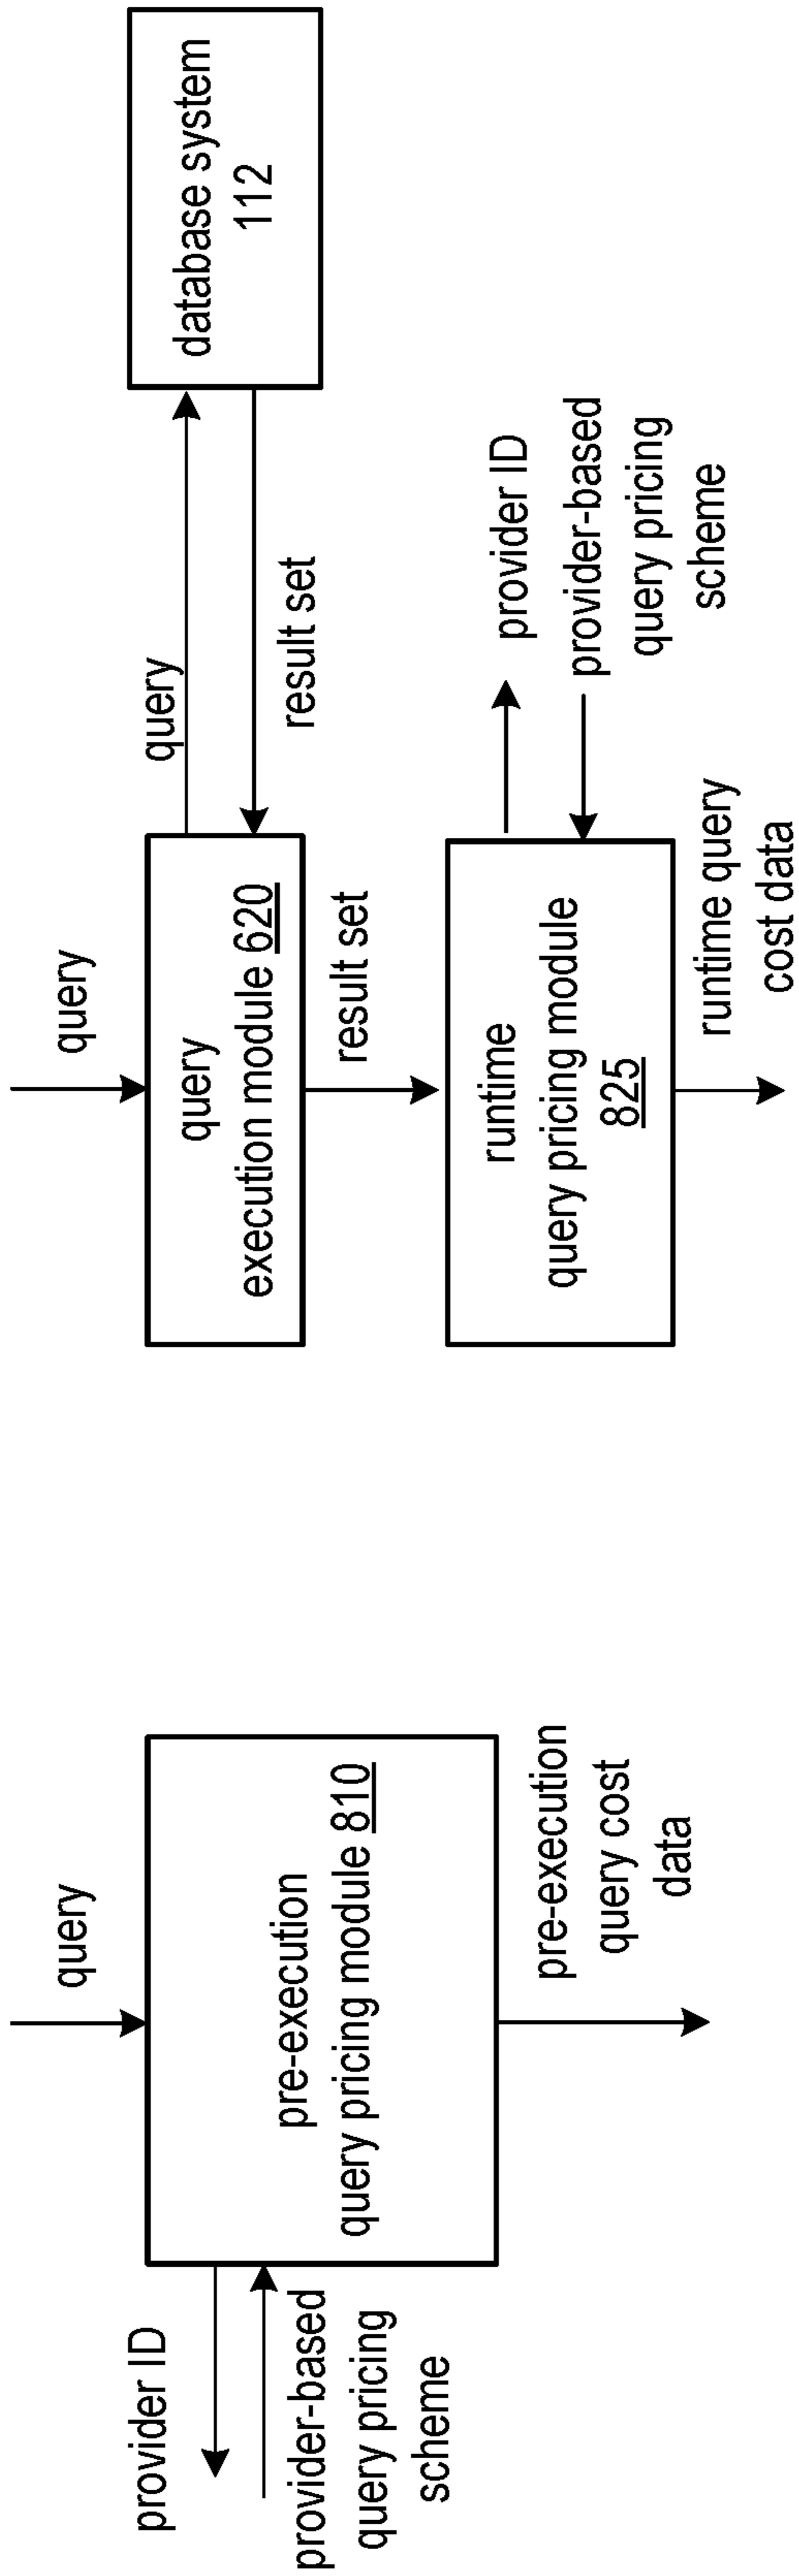 query
provider ID
provider-based
query pricing
scheme
pre-execution
query pricing module 810
pre-execution
query cost
data
query
query
execution module 620
query
result set
database system
112
result set
runtime
query pricing module
825
provider ID
provider-based
query pricing
scheme
runtime query
cost data